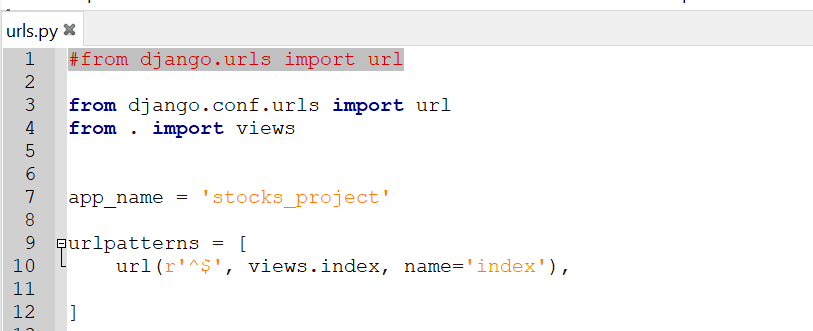 urls.py
1 #from django.urls import url
2
3 from django.conf.urls import url
4 from . import views
5
6
7 app_name = 'stocks_project'
8
9 urlpatterns = [
10 url(r'^$', views.index, name='index'),
11
12 ]